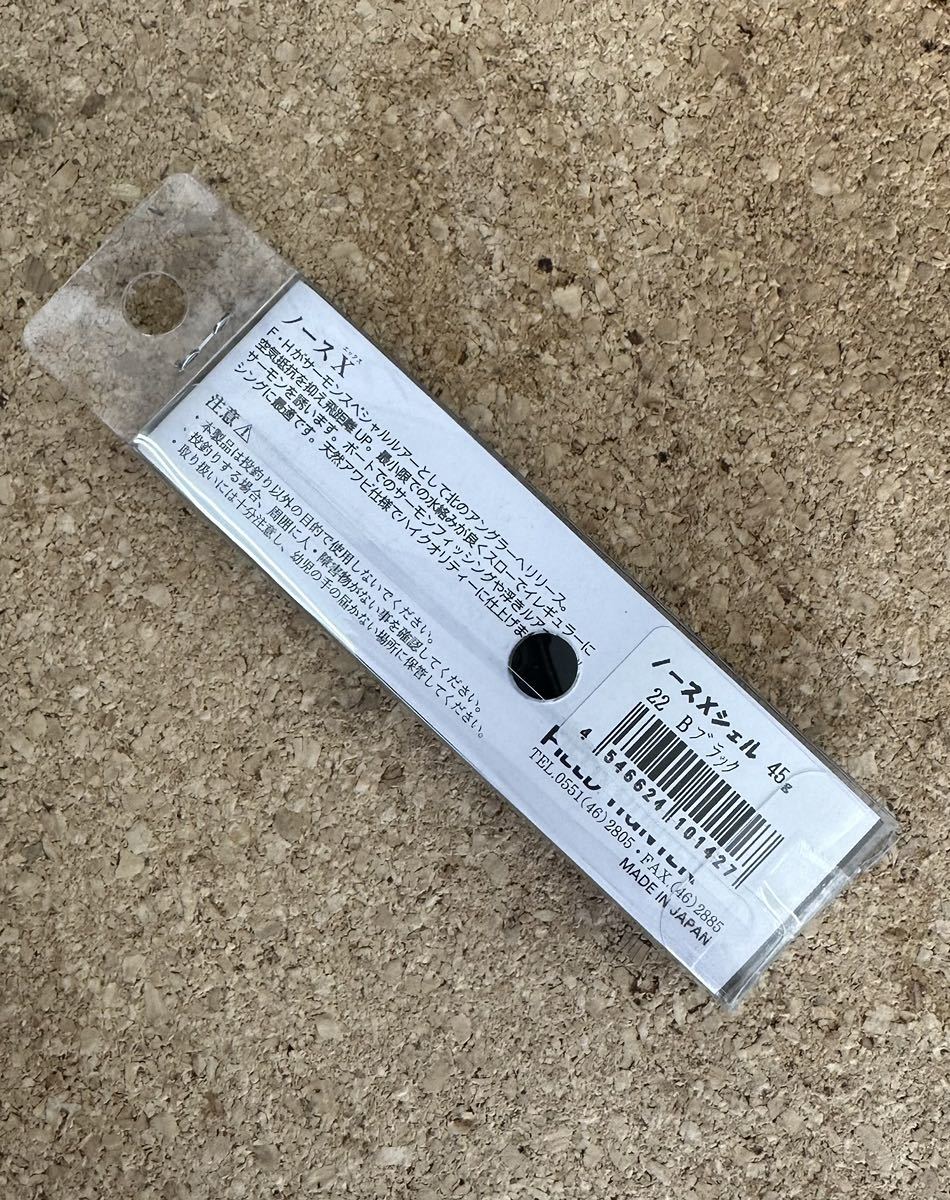 ノースX
エックス
F・Hがサーモンスペシャルルアーとして北のアングラーへリリース。
空気抵抗を抑え飛距離UP。最小限での水絡みが良くスローでイレギュラーに
サーモンを誘います。ボートでのサーモンフィッシングや浮きルアー
シングに最適です。天然アワビ仕様でハイクオリティーに仕上げま
注意
・本製品は投釣り以外の目的で使用しないでください。
・投釣りする場合、周囲に人・障害物がない事を確認してください。
・取り扱いには十分注意し、幼児の手の届かない場所に保管してください。
ノースXシェル 45g
22 Bブラック
4 546624 101427
TEL.0551(46)2805・FAX.(46)2885
MADE IN JAPAN